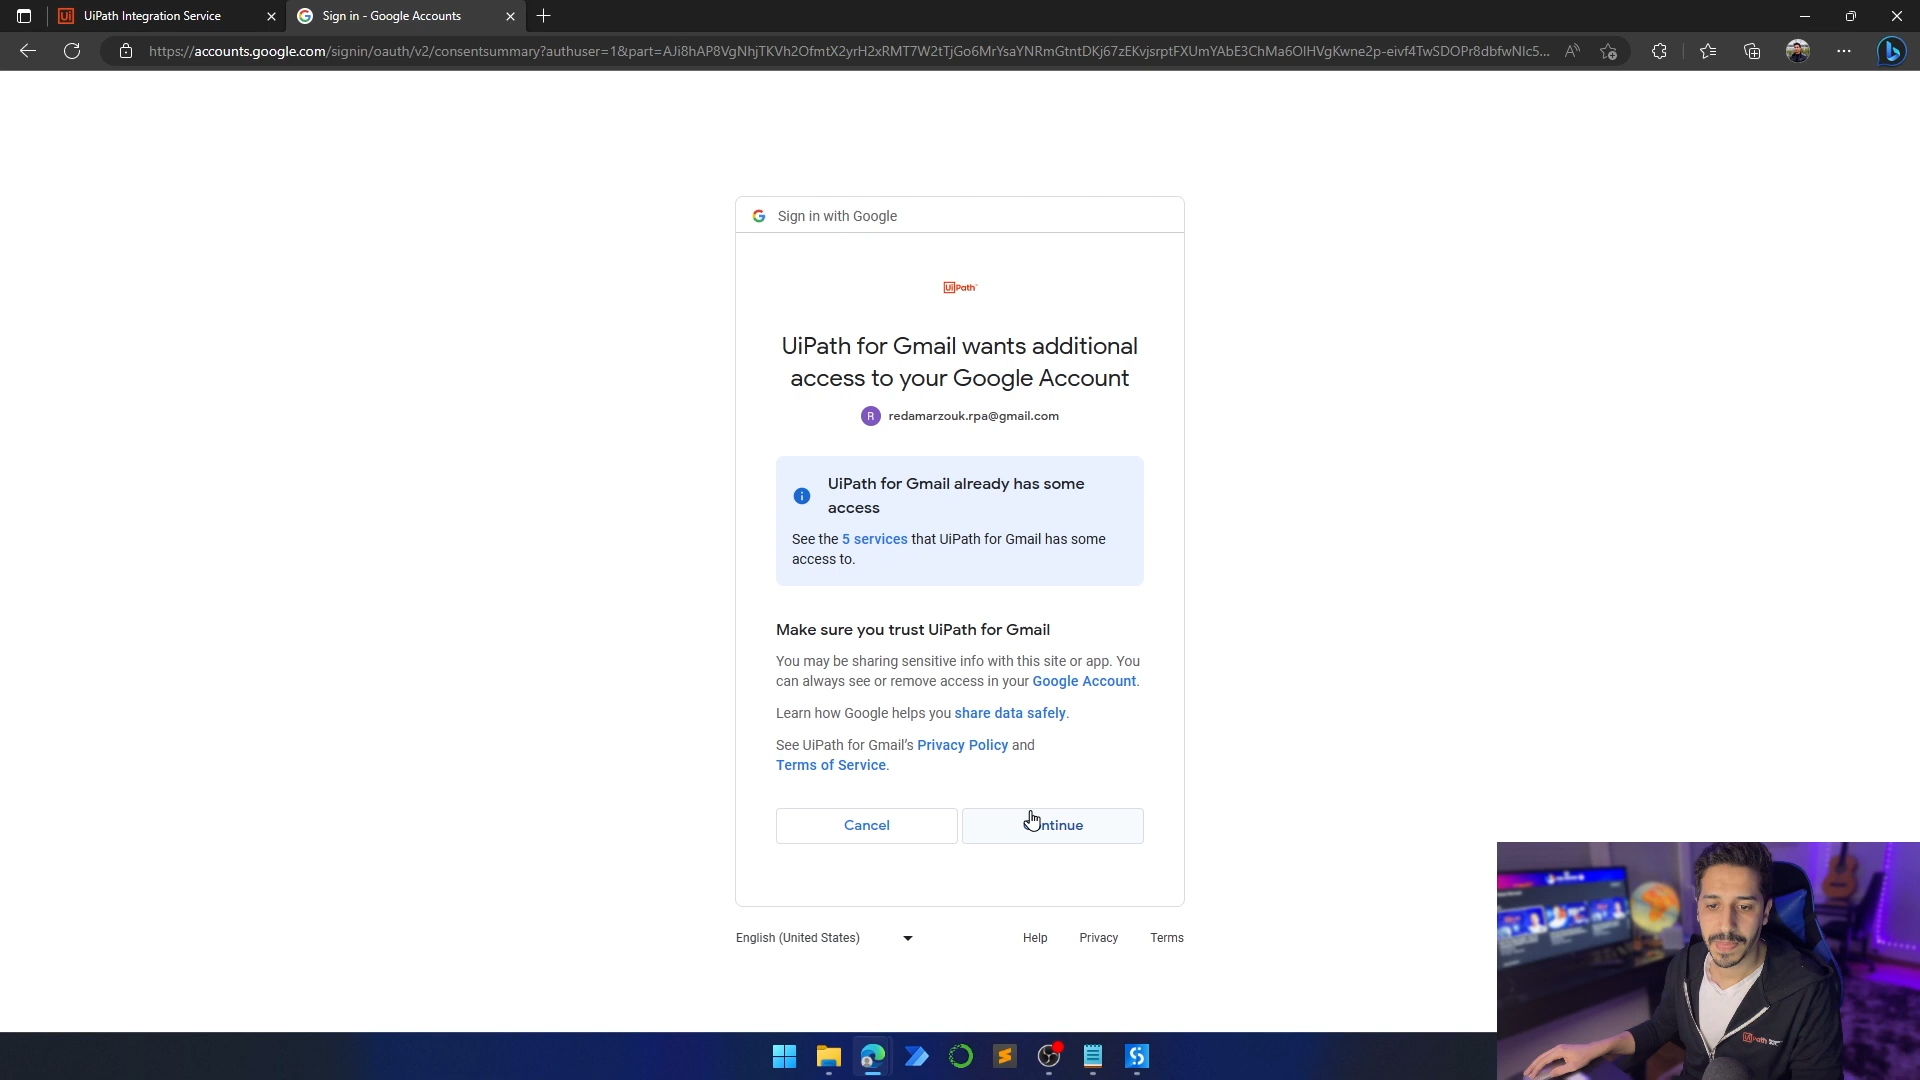 UiPath Integration Service
Sign in - Google Accounts
https://accounts.google.com/signin/oauth/v2/consentsummary?authuser=1&part=AJi8hAP8VgNhjTKVh2OfmtX2yrH2xRMT7W2tTjGo6MrYsaYNRmGtntDKj67zEKvjsrptFXUmYAbE3ChMa6OlHVgKwne2p-eivf4TwSDOPr8dbfwNlc5...
Sign in with Google
UiPath
UiPath for Gmail wants additional
access to your Google Account
R redamarzouk.rpa@gmail.com
UiPath for Gmail already has some
access
See the 5 services that UiPath for Gmail has some
access to.
Make sure you trust UiPath for Gmail
You may be sharing sensitive info with this site or app. You
can always see or remove access in your Google Account.
Learn how Google helps you share data safely.
See UiPath for Gmail's Privacy Policy and
Terms of Service.
Cancel
ntinue
English (United States)
Help Privacy Terms
UiPath